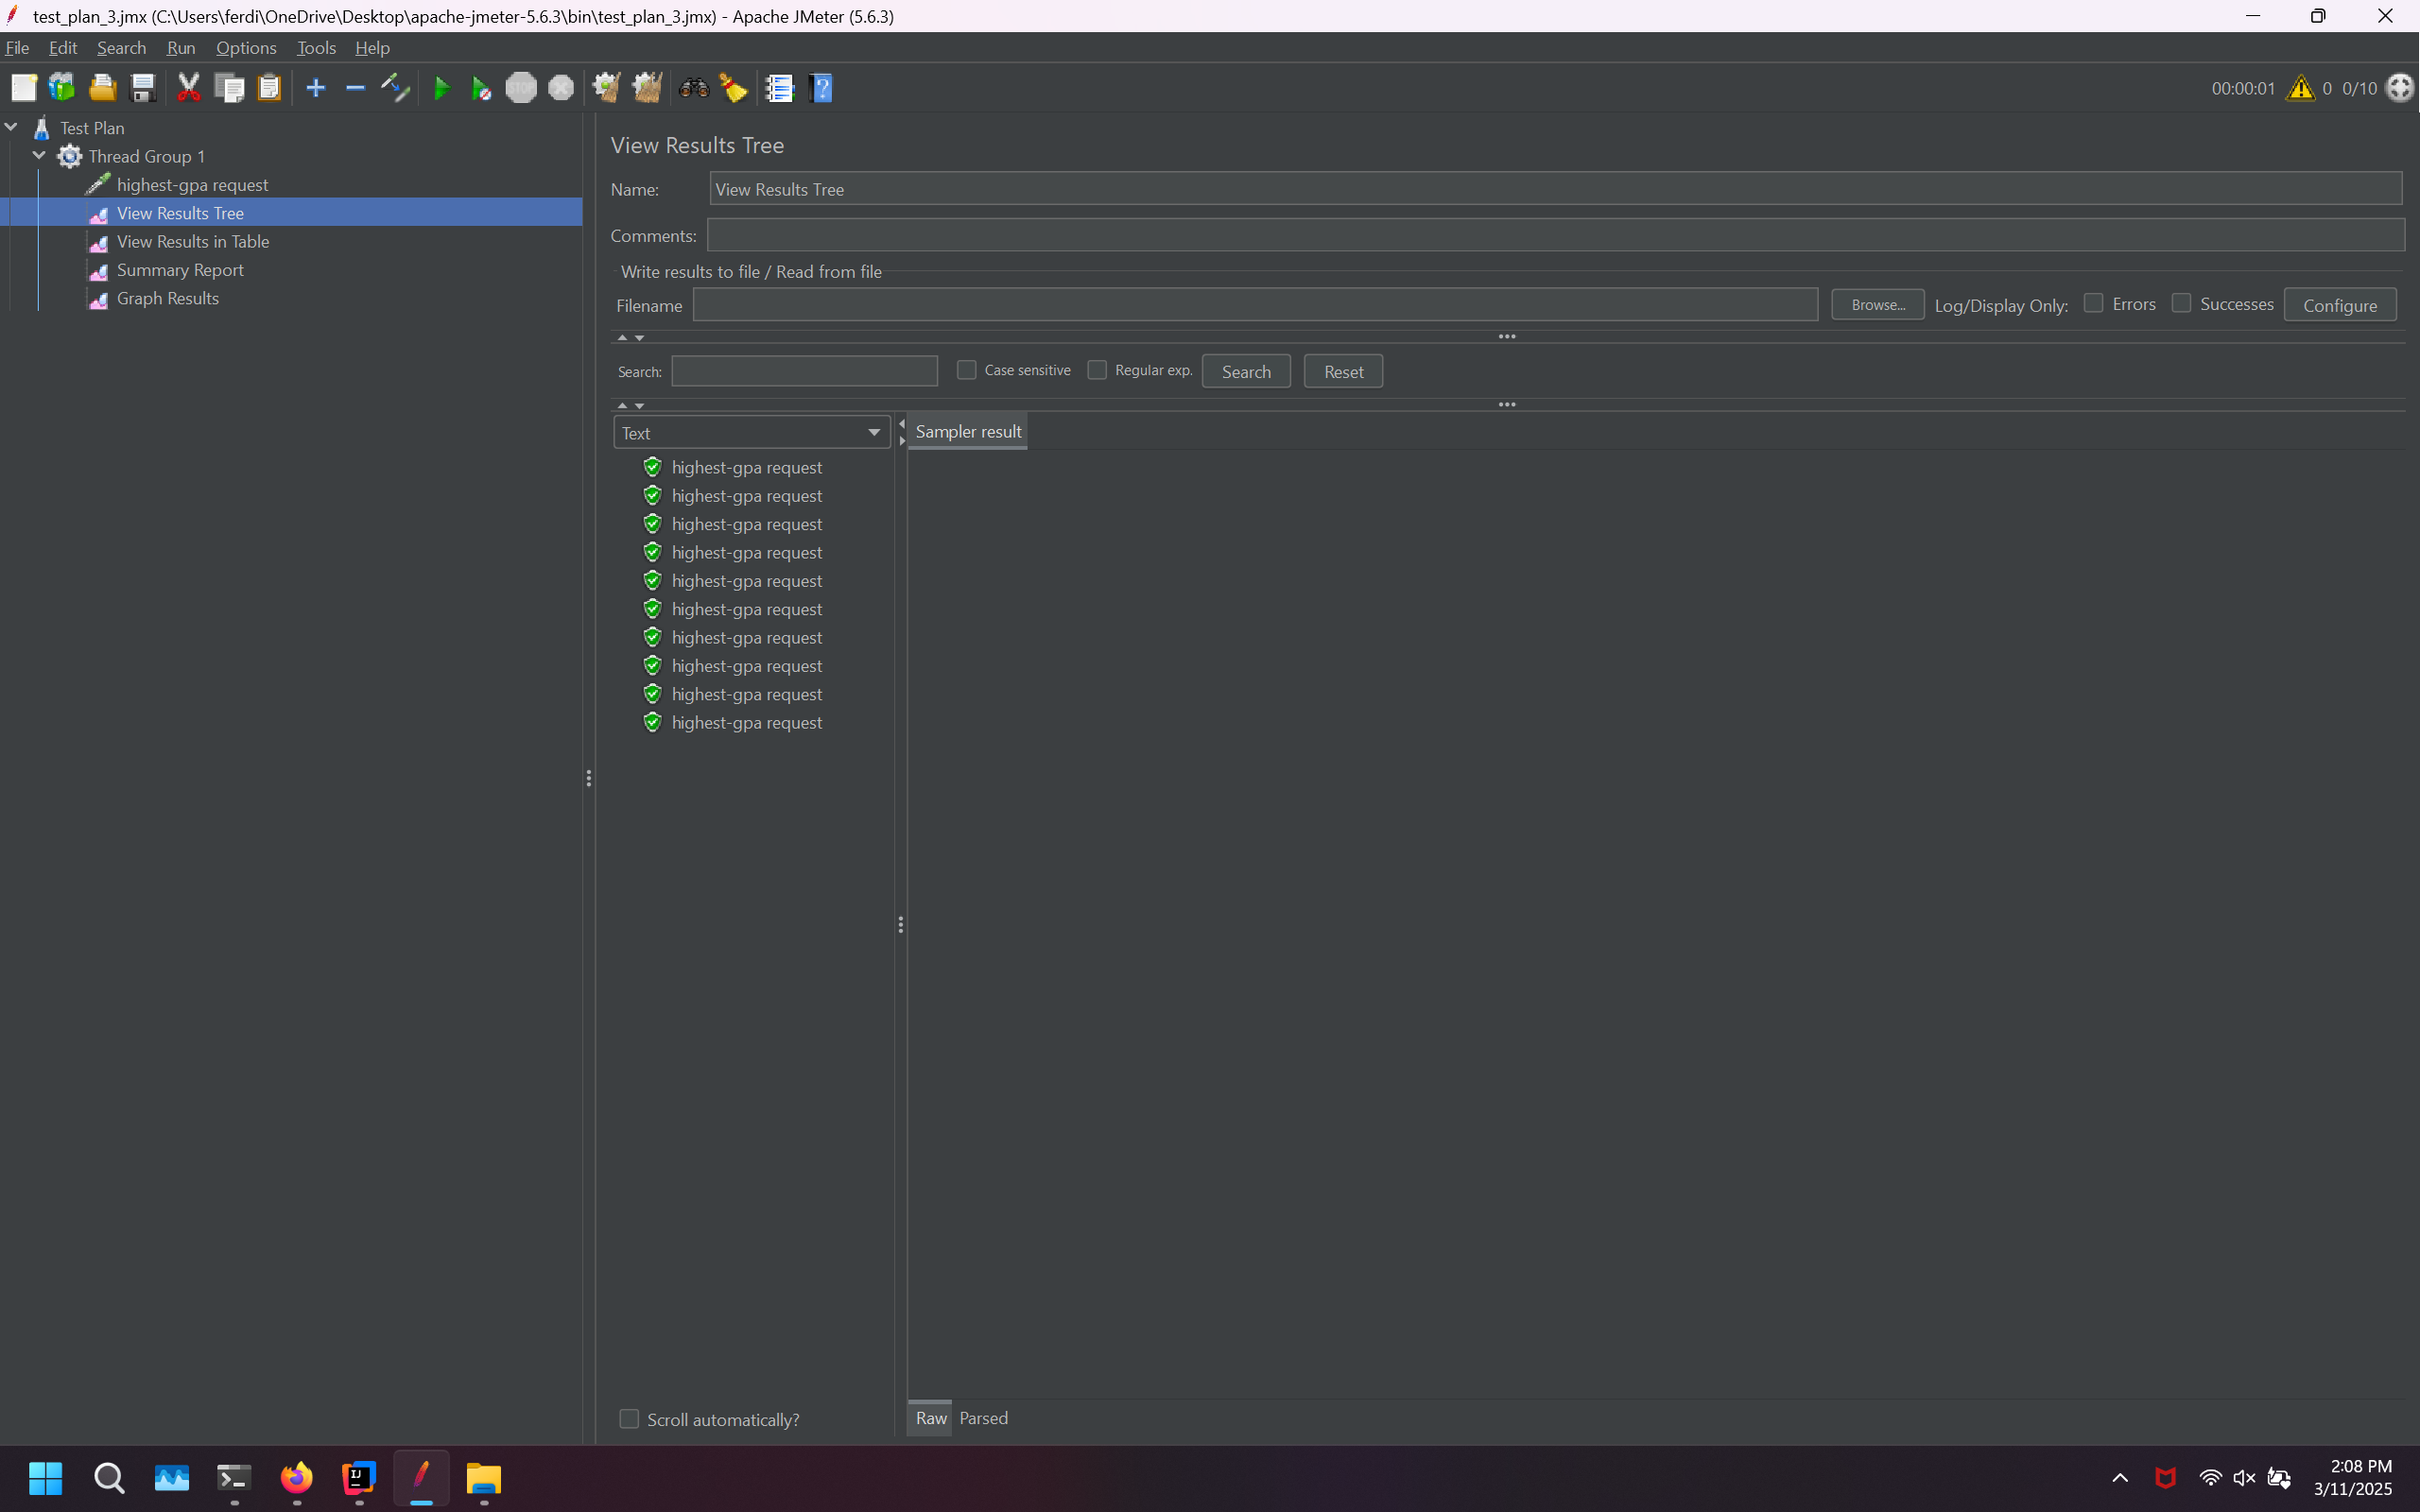 test_plan_3.jmx (C:\Users\ferdi\OneDrive\Desktop\apache-jmeter-5.6.3\bin\test_plan_3.jmx) - Apache JMeter (5.6.3)
File Edit Search Run Options Tools Help
STOP
00:00:01 0 0/10
Test Plan
Thread Group 1
highest-gpa request
View Results Tree
View Results in Table
Summary Report
Graph Results
View Results Tree
Name: View Results Tree
Comments:
Write results to file / Read from file
Filename Browse... Log/Display Only: Errors Successes Configure
Search: Case sensitive Regular exp. Search Reset
Text Sampler result
highest-gpa request
highest-gpa request
highest-gpa request
highest-gpa request
highest-gpa request
highest-gpa request
highest-gpa request
highest-gpa request
highest-gpa request
highest-gpa request
Scroll automatically? Raw Parsed
IJ
2:08 PM
3/11/2025